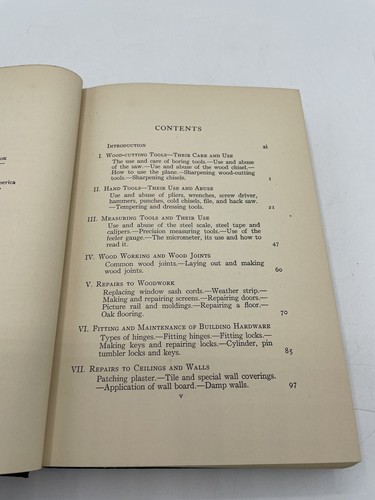 CONTENTS
INTRODUCTION xi
I. WOOD-CUTTING TOOLS—THEIR CARE AND USE
The use and care of boring tools.—Use and abuse
of the saw.—Use and abuse of the wood chisel.—
How to use the plane.—Sharpening wood-cutting
tools.—Sharpening chisels. 1
II. HAND TOOLS—THEIR USE AND ABUSE
Use and abuse of pliers, wrenches, screw driver,
hammers, punches, cold chisels, file, and hack saw.
—Tempering and dressing tools. 21
III. MEASURING TOOLS AND THEIR USE
Use and abuse of the steel scale, steel tape and
calipers.—Precision measuring tools.—Use of the
feeler gauge.—The micrometer, its use and how to
read it. 47
IV. WOOD WORKING AND WOOD JOINTS
Common wood joints.—Laying out and making
wood joints. 60
V. REPAIRS TO WOODWORK
Replacing window sash cords.—Weather strip.—
Making and repairing screens.—Repairing doors.—
Picture rail and moldings.—Repairing a floor.—
Oak flooring. 70
VI. FITTING AND MAINTENANCE OF BUILDING HARDWARE
Types of hinges.—Fitting hinges.—Fitting locks.—
Making keys and repairing locks.—Cylinder, pin
tumbler locks and keys. 85
VII. REPAIRS TO CEILINGS AND WALLS
Patching plaster.—Tile and special wall coverings.
—Application of wall board.—Damp walls. 97
v